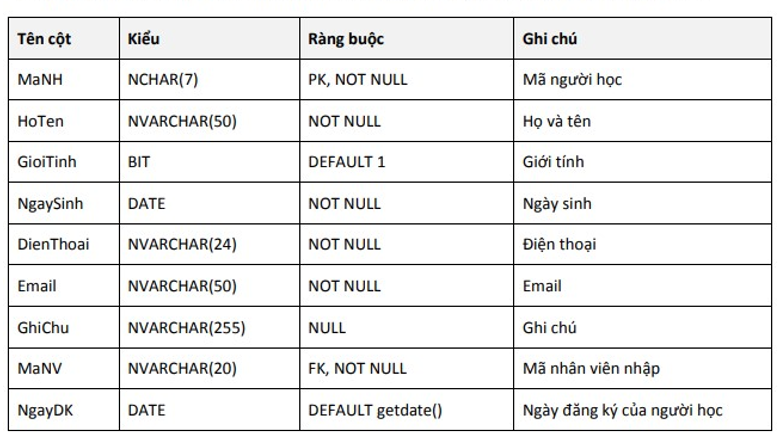 Tên cột Kiểu Ràng buộc Ghi chú
MaNH NCHAR(7) PK, NOT NULL Mã người học
HoTen NVARCHAR(50) NOT NULL Họ và tên
GioiTinh BIT DEFAULT 1 Giới tính
NgaySinh DATE NOT NULL Ngày sinh
DienThoai NVARCHAR(24) NOT NULL Điện thoại
Email NVARCHAR(50) NOT NULL Email
GhiChu NVARCHAR(255) NULL Ghi chú
MaNV NVARCHAR(20) FK, NOT NULL Mã nhân viên nhập
NgayDK DATE DEFAULT getdate() Ngày đăng ký của người học